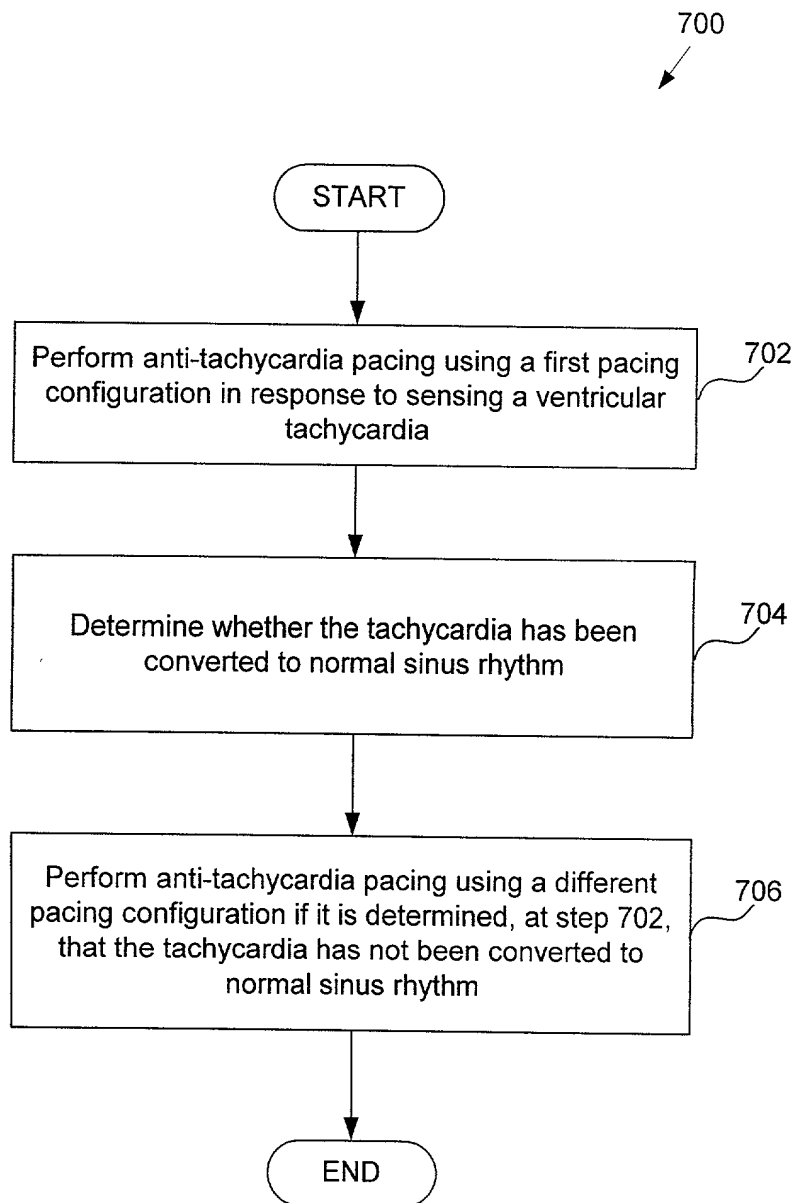 700
START
Perform anti-tachycardia pacing using a first pacing
configuration in response to sensing a ventricular
tachycardia
702
Determine whether the tachycardia has been
converted to normal sinus rhythm
704
Perform anti-tachycardia pacing using a different
pacing configuration if it is determined, at step 702,
that the tachycardia has not been converted to
normal sinus rhythm
706
END